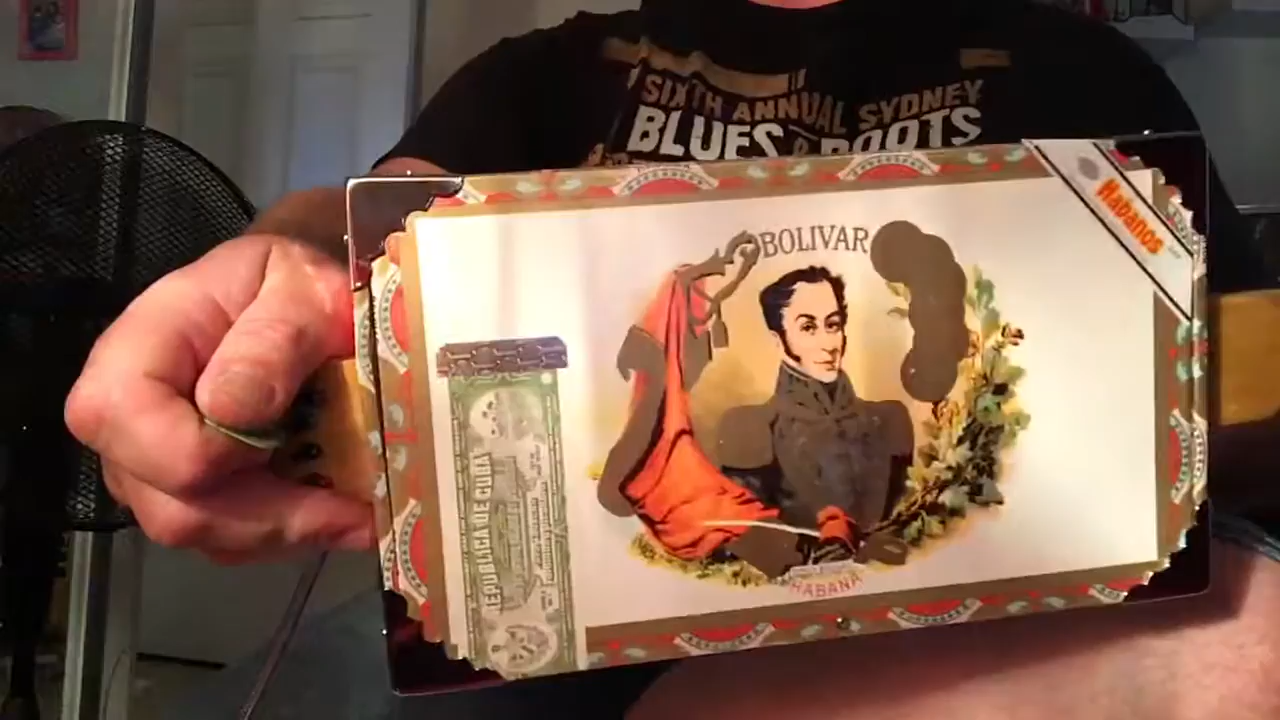 SIXTH ANNUAL SYDNEY
BLUES & ROOTS
BOLIVAR
Habanos
REPUBLICA DE CUBA
HABANA